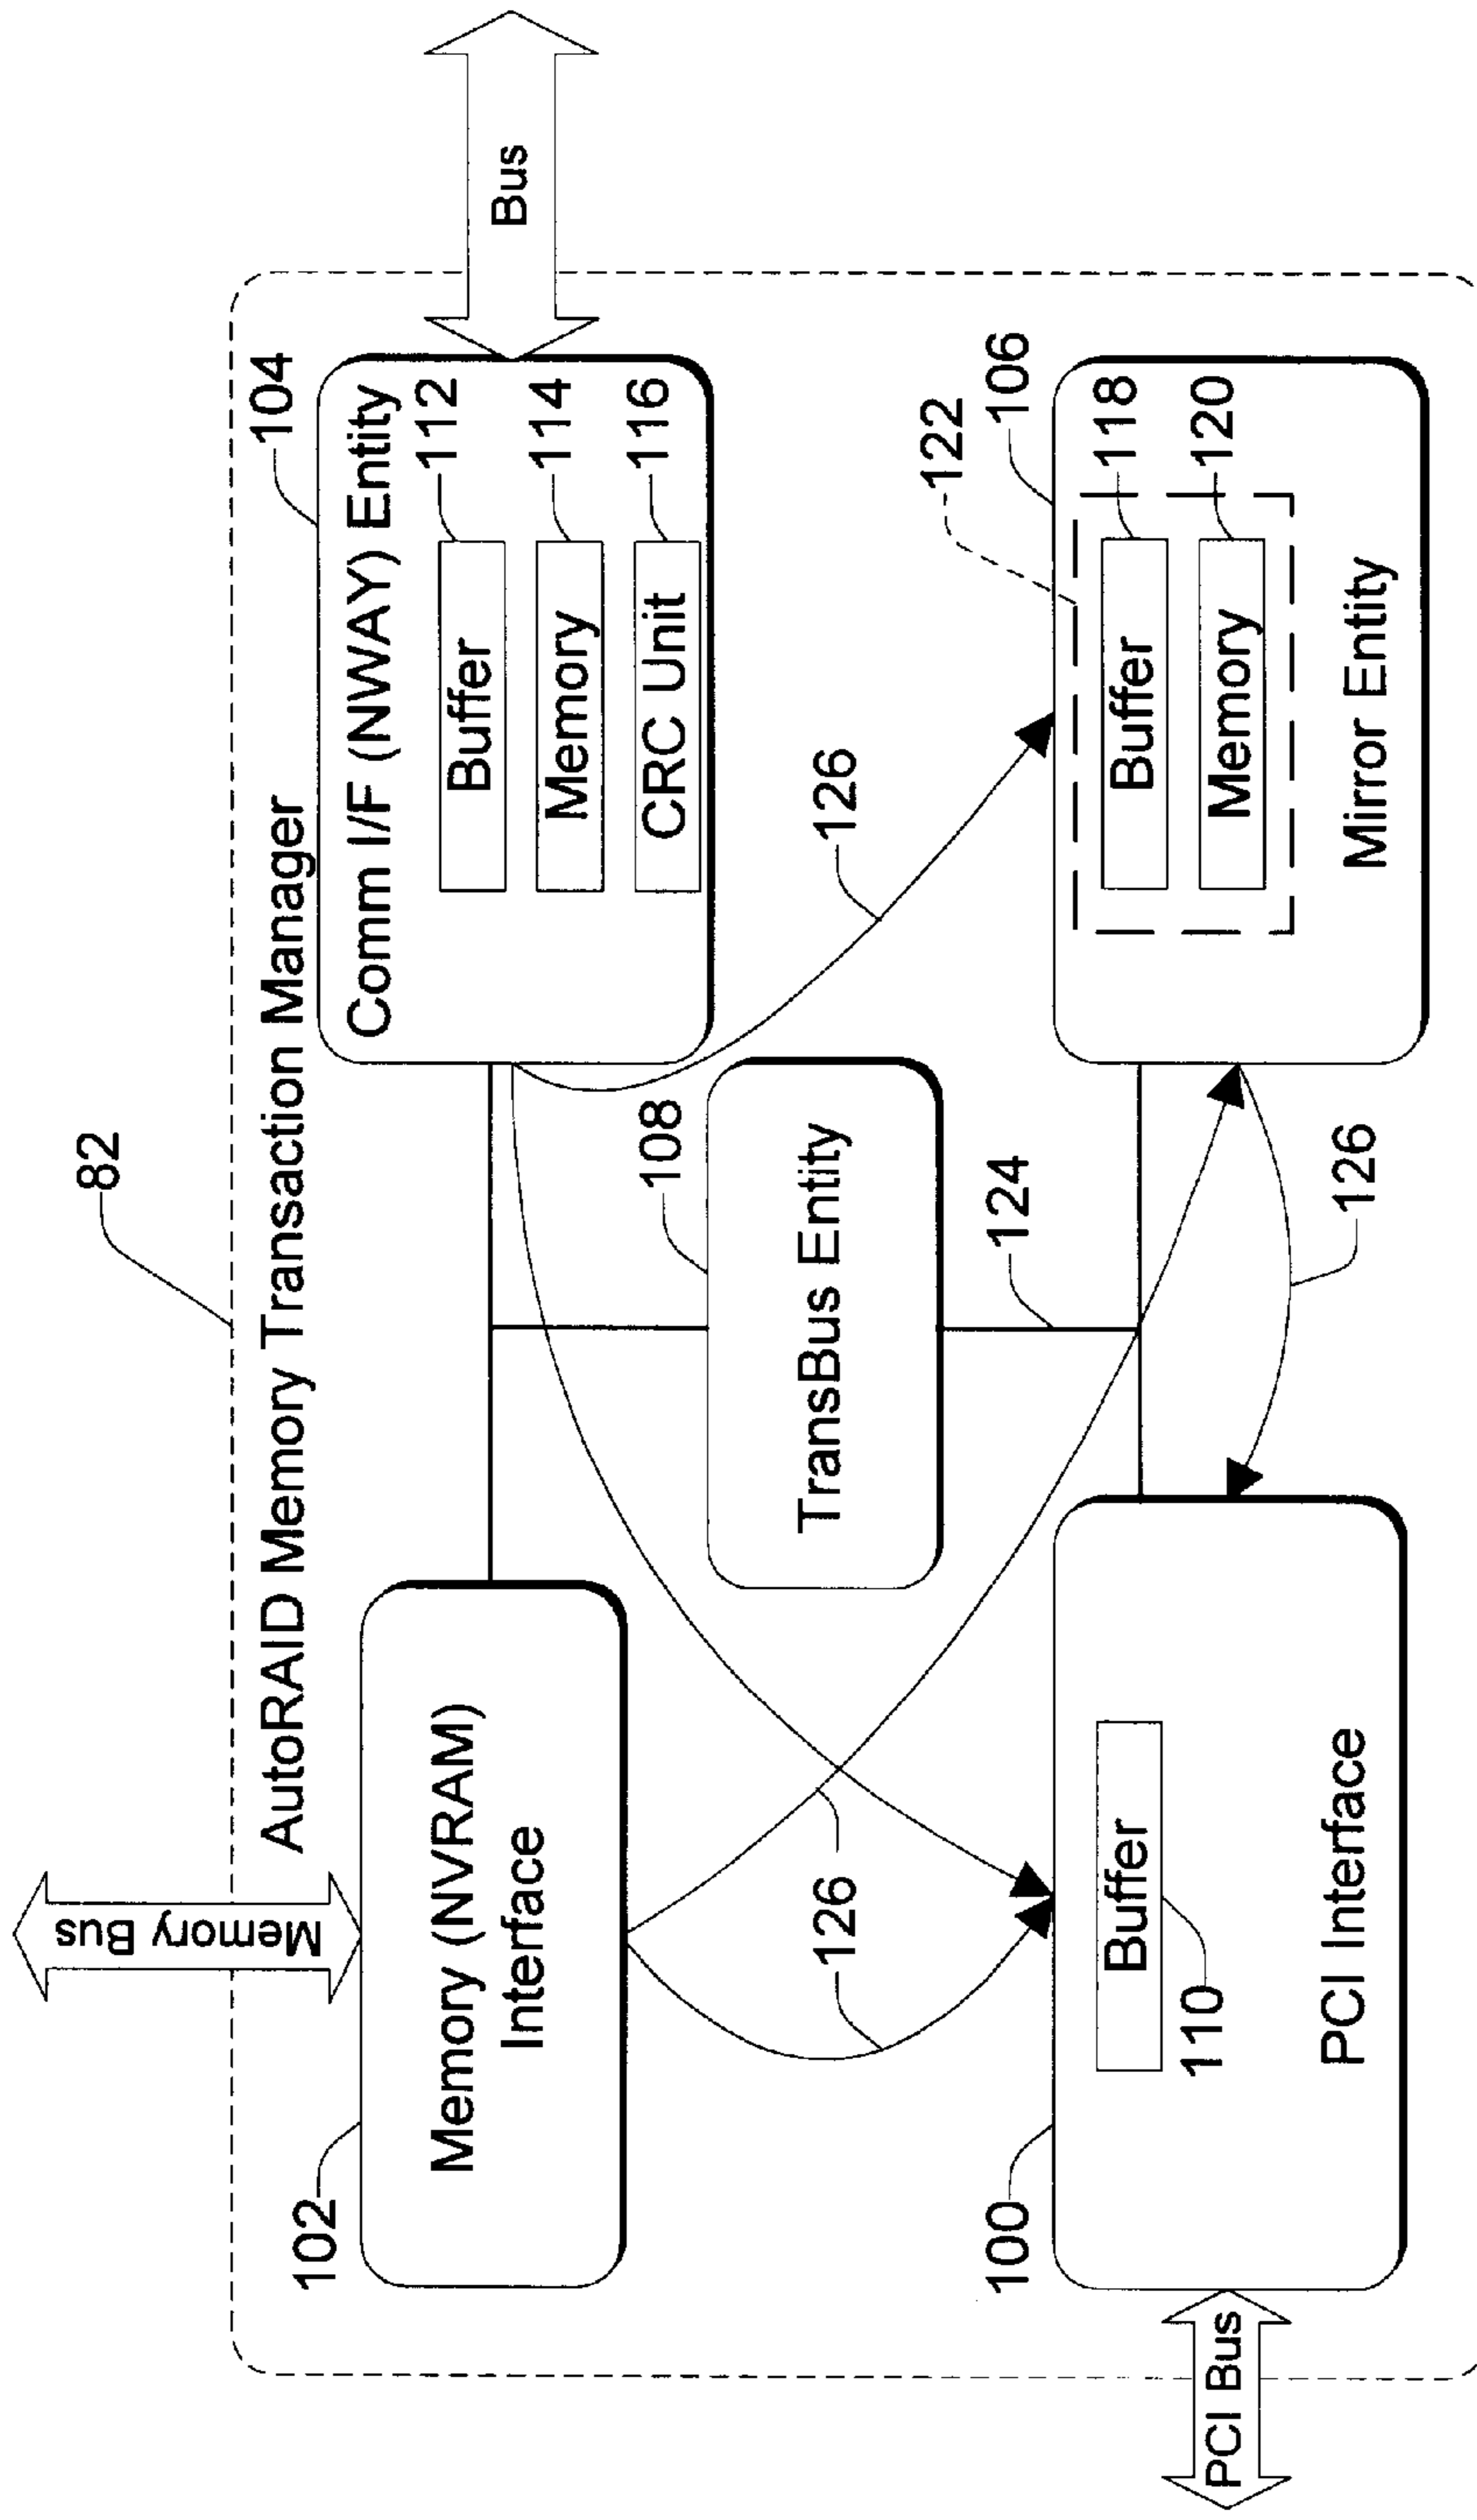 82
AutoRAID Memory Transaction Manager
Memory Bus
102
Memory (NVRAM)
Interface
104
Comm I/F (NWAY) Entity
Buffer
112
Memory
114
CRC Unit
116
Bus
108
TransBus Entity
124
126
126
126
122
106
Buffer
118
Memory
120
Mirror Entity
100
Buffer
110
PCI Interface
PCI Bus